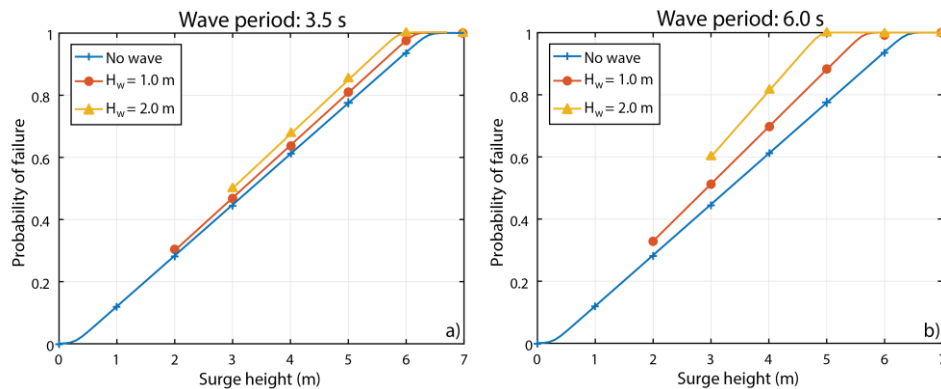 Wave period: 3.5 s
No wave
H_w = 1.0 m
H_w = 2.0 m
Probability of failure
1
0.8
0.6
0.4
0.2
0
0 1 2 3 4 5 6 7
Surge height (m)
a)
Wave period: 6.0 s
No wave
H_w = 1.0 m
H_w = 2.0 m
Probability of failure
1
0.8
0.6
0.4
0.2
0
0 1 2 3 4 5 6 7
Surge height (m)
b)